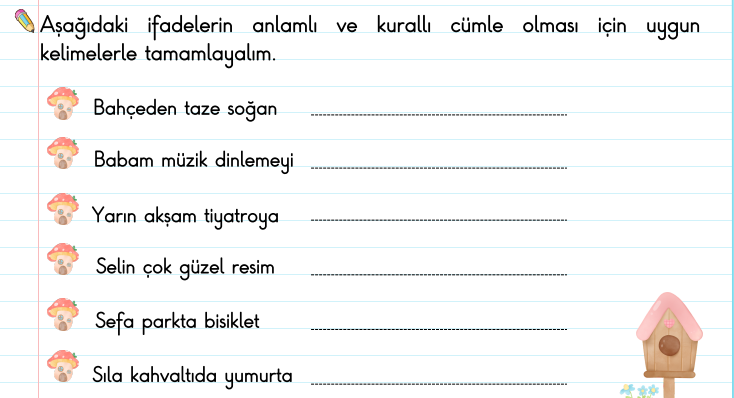 Aşağıdaki ifadelerin anlamlı ve kurallı cümle olması için uygun
kelimelerle tamamlayalım.
Bahçeden taze soğan
Babam müzik dinlemeyi
Yarın akşam tiyatroya
Selin çok güzel resim
Sefa parkta bisiklet
Sıla kahvaltıda yumurta